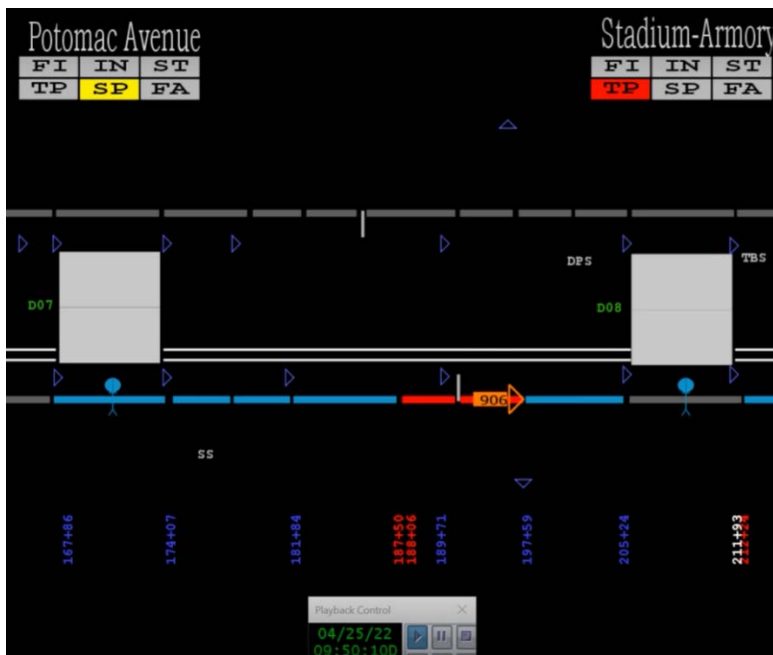 Potomac Avenue
Stadium-Armory
FI IN ST
TP SP FA
FI IN ST
TP SP FA
DPS
TBS
D07
D08
906
SS
167+86
174+07
181+84
187+50
188+06
189+71
197+59
205+24
211+93
Playback Control
04/25/22
09:50:10D